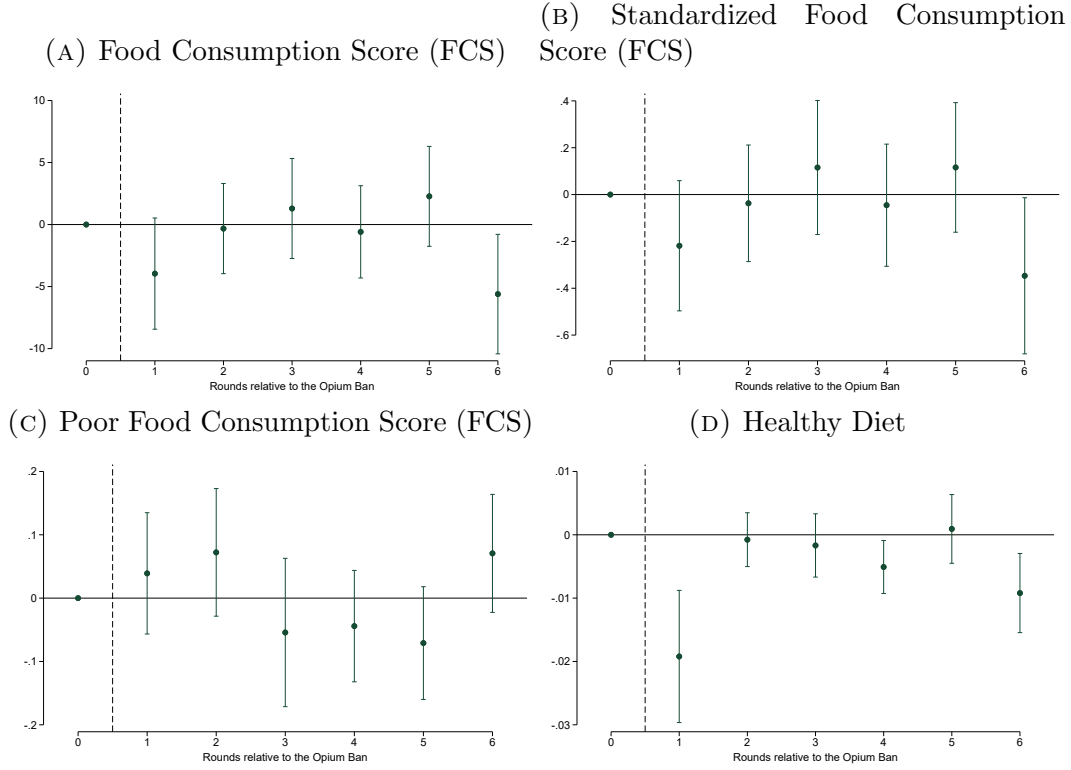 (A) Food Consumption Score (FCS)
(B) Standardized Food Consumption
Score (FCS)
10
5
0
-5
-10
0 1 2 3 4 5 6
Rounds relative to the Opium Ban
.4
.2
0
-.2
-.4
-.6
0 1 2 3 4 5 6
Rounds relative to the Opium Ban
(C) Poor Food Consumption Score (FCS)
(D) Healthy Diet
.2
.1
0
-.1
-.2
0 1 2 3 4 5 6
Rounds relative to the Opium Ban
.01
0
-.01
-.02
-.03
0 1 2 3 4 5 6
Rounds relative to the Opium Ban